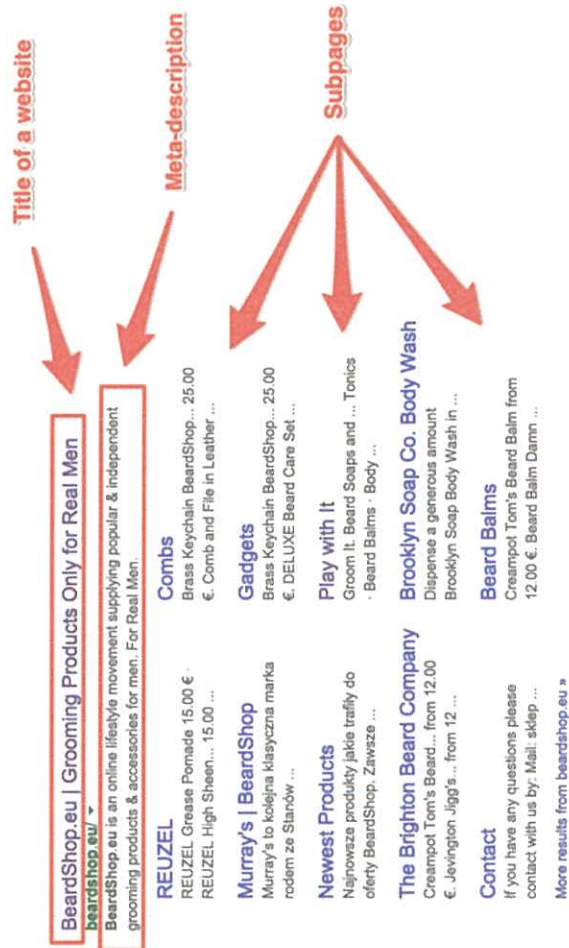 Title of a website
Meta-description
Subpages
BeardShop.eu | Grooming Products Only for Real Men
beardshop.eu/
BeardShop.eu is an online lifestyle movement supplying popular & independent
grooming products & accessories for men. For Real Men.
REUZEL
REUZEL Grease Pomade 15.00 € ·
REUZEL High Sheen... 15.00 ...
Combs
Brass Keychain BeardShop... 25.00
€. Comb and File in Leather ...
Murray's | BeardShop
Murray's to kolejna klasyczna marka
rodem ze Stanów ...
Gadgets
Brass Keychain BeardShop... 25.00
€. DELUXE Beard Care Set ...
Newest Products
Najnowsze produkty jakie trafiły do
oferty BeardShop. Zawsze ...
Play with It
Groom It. Beard Soaps and ... Tonics
· Beard Balms · Body ...
The Brighton Beard Company
Creampot Tom's Beard... from 12.00
€. Jevington Jigg's... from 12 ...
Brooklyn Soap Co. Body Wash
Dispense a generous amount
Brooklyn Soap Body Wash in ...
Contact
If you have any questions please
contact with us by: Mail: sklep ...
Beard Balms
Creampot Tom's Beard Balm from
12.00 €. Beard Balm Damn ...
More results from beardshop.eu »